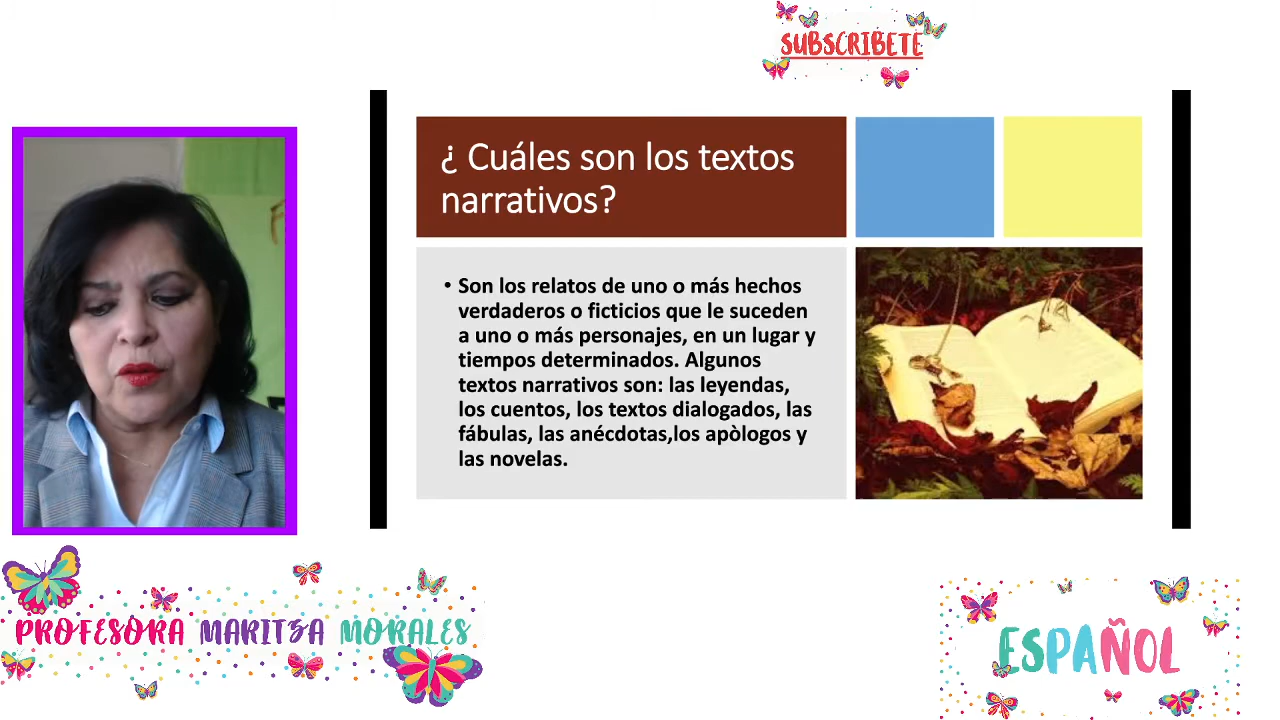 SUBSCRIBETE
¿ Cuáles son los textos
narrativos?
• Son los relatos de uno o más hechos
verdaderos o ficticios que le suceden
a uno o más personajes, en un lugar y
tiempos determinados. Algunos
textos narrativos son: las leyendas,
los cuentos, los textos dialogados, las
fábulas, las anécdotas,los apòlogos y
las novelas.
PROFESORA MARITZA MORALES
ESPAÑOL